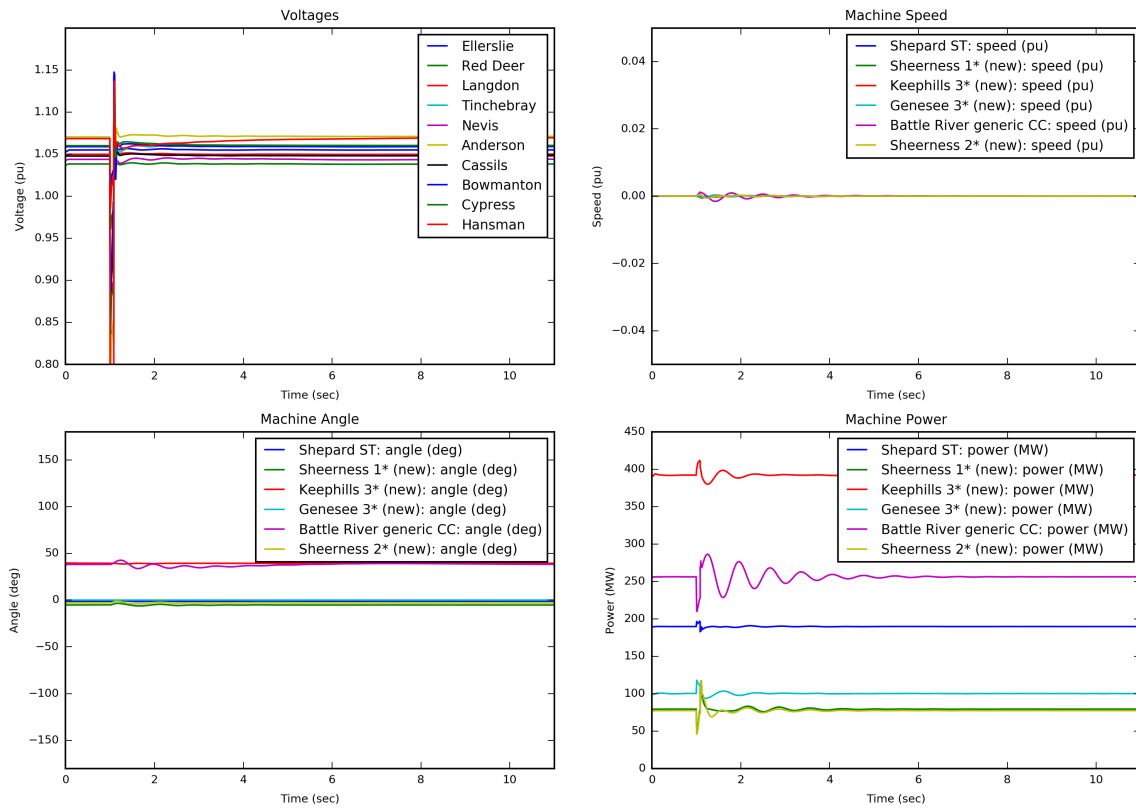 Voltages
1.15
1.10
1.05
1.00
0.95
0.90
0.85
0.80
Voltage (pu)
0
2
4
6
8
10
Time (sec)
Ellerslie
Red Deer
Langdon
Tinchebray
Nevis
Anderson
Cassils
Bowmanton
Cypress
Hansman
Machine Speed
0.04
0.02
0.00
−0.02
−0.04
Speed (pu)
0
2
4
6
8
10
Time (sec)
Shepard ST: speed (pu)
Sheerness 1* (new): speed (pu)
Keephills 3* (new): speed (pu)
Genesee 3* (new): speed (pu)
Battle River generic CC: speed (pu)
Sheerness 2* (new): speed (pu)
Machine Angle
150
100
50
0
−50
−100
−150
Angle (deg)
0
2
4
6
8
10
Time (sec)
Shepard ST: angle (deg)
Sheerness 1* (new): angle (deg)
Keephills 3* (new): angle (deg)
Genesee 3* (new): angle (deg)
Battle River generic CC: angle (deg)
Sheerness 2* (new): angle (deg)
Machine Power
450
400
350
300
250
200
150
100
50
0
Power (MW)
0
2
4
6
8
10
Time (sec)
Shepard ST: power (MW)
Sheerness 1* (new): power (MW)
Keephills 3* (new): power (MW)
Genesee 3* (new): power (MW)
Battle River generic CC: power (MW)
Sheerness 2* (new): power (MW)